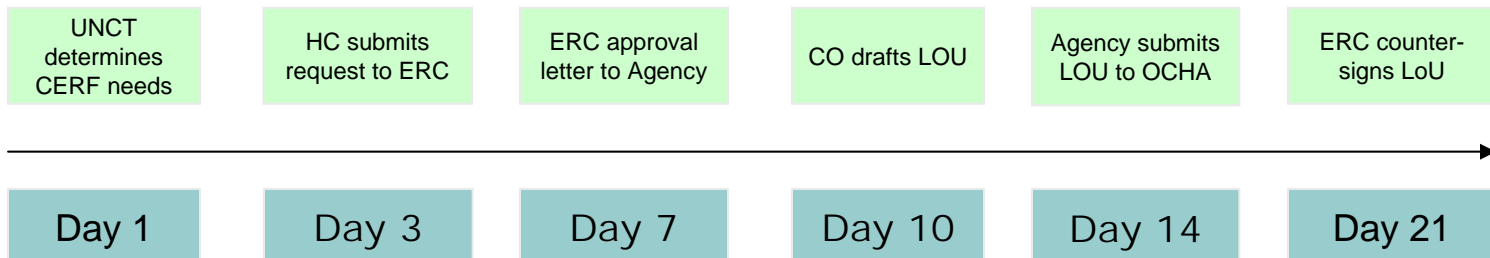 UNCT
determines
CERF needs
HC submits
request to ERC
ERC approval
letter to Agency
CO drafts LOU
Agency submits
LOU to OCHA
ERC counter-
signs LoU
Day 1
Day 3
Day 7
Day 10
Day 14
Day 21